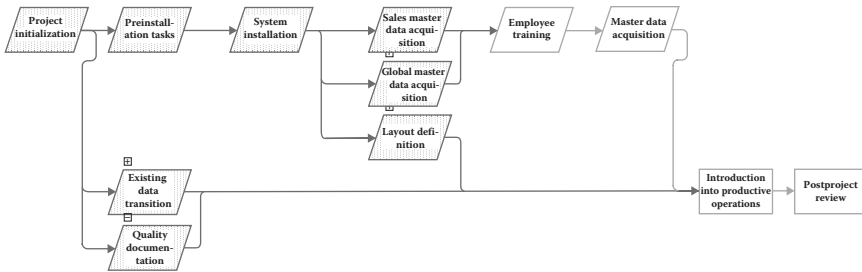 Project
initialization
Preinstall-
ation tasks
System
installation
Sales master
data acqui-
sition
Employee
training
Master data
acquisition
Global master
data acqui-
sition
Layout defi-
nition
Existing
data
transition
Introduction
into productive
operations
Postproject
review
Quality
documen-
tation